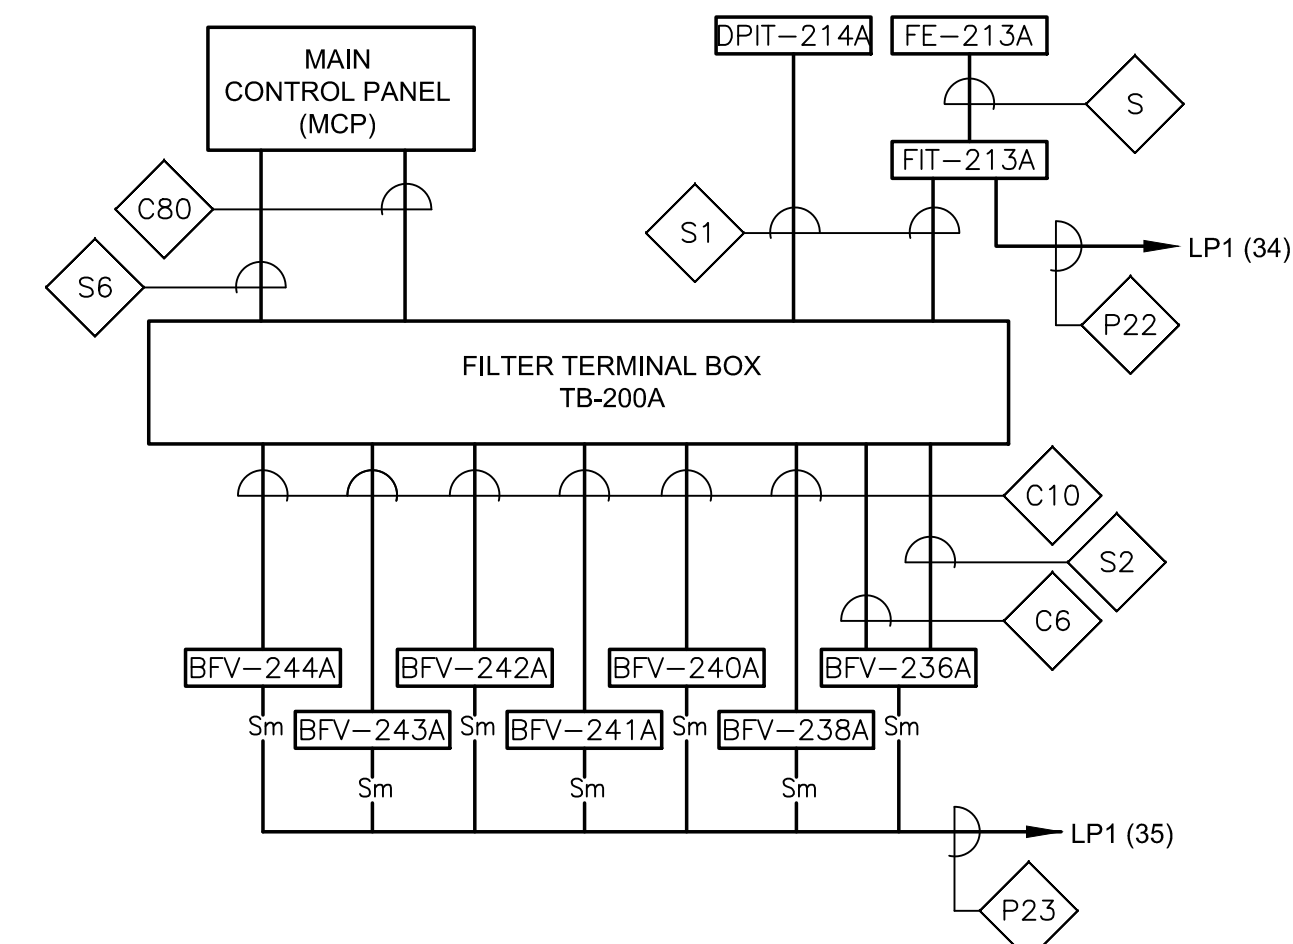 DPIT-214A
FE-213A
MAIN
CONTROL PANEL
(MCP)
S
FIT-213A
C80
S1
LP1 (34)
S6
P22
FILTER TERMINAL BOX
TB-200A
C10
S2
C6
BFV-244A
BFV-242A
BFV-240A
BFV-236A
Sm
BFV-243A
Sm
BFV-241A
Sm
BFV-238A
Sm
Sm
Sm
Sm
LP1 (35)
P23